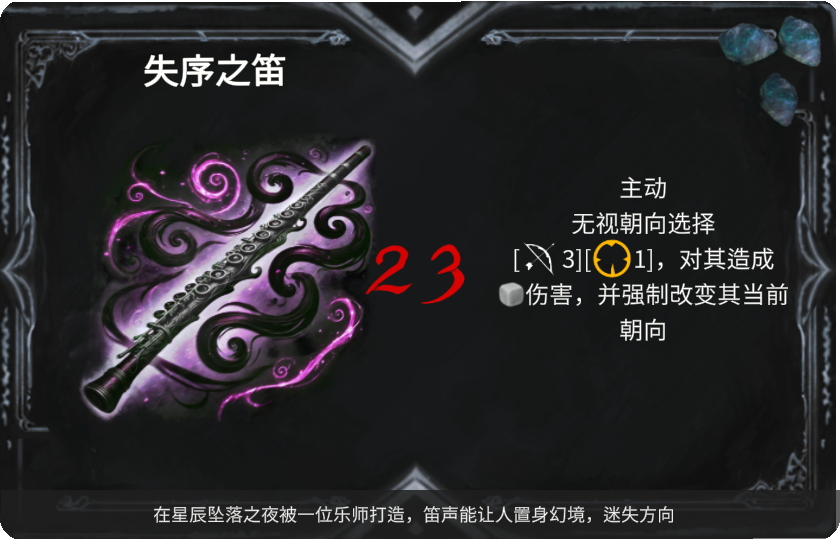 失序之笛
23
主动
无视朝向选择
[3][1]，对其造成
伤害，并强制改变其当前
朝向
在星辰坠落之夜被一位乐师打造，笛声能让人置身幻境，迷失方向